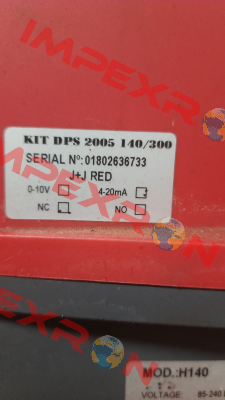 IMPEXRON
KIT DPS 2005 140/300
SERIAL Nº:01802636733
J+J RED
0-10V
4-20mA
NC
NO
IMPEXRON
MOD.:H140
VOLTAGE: 85-240